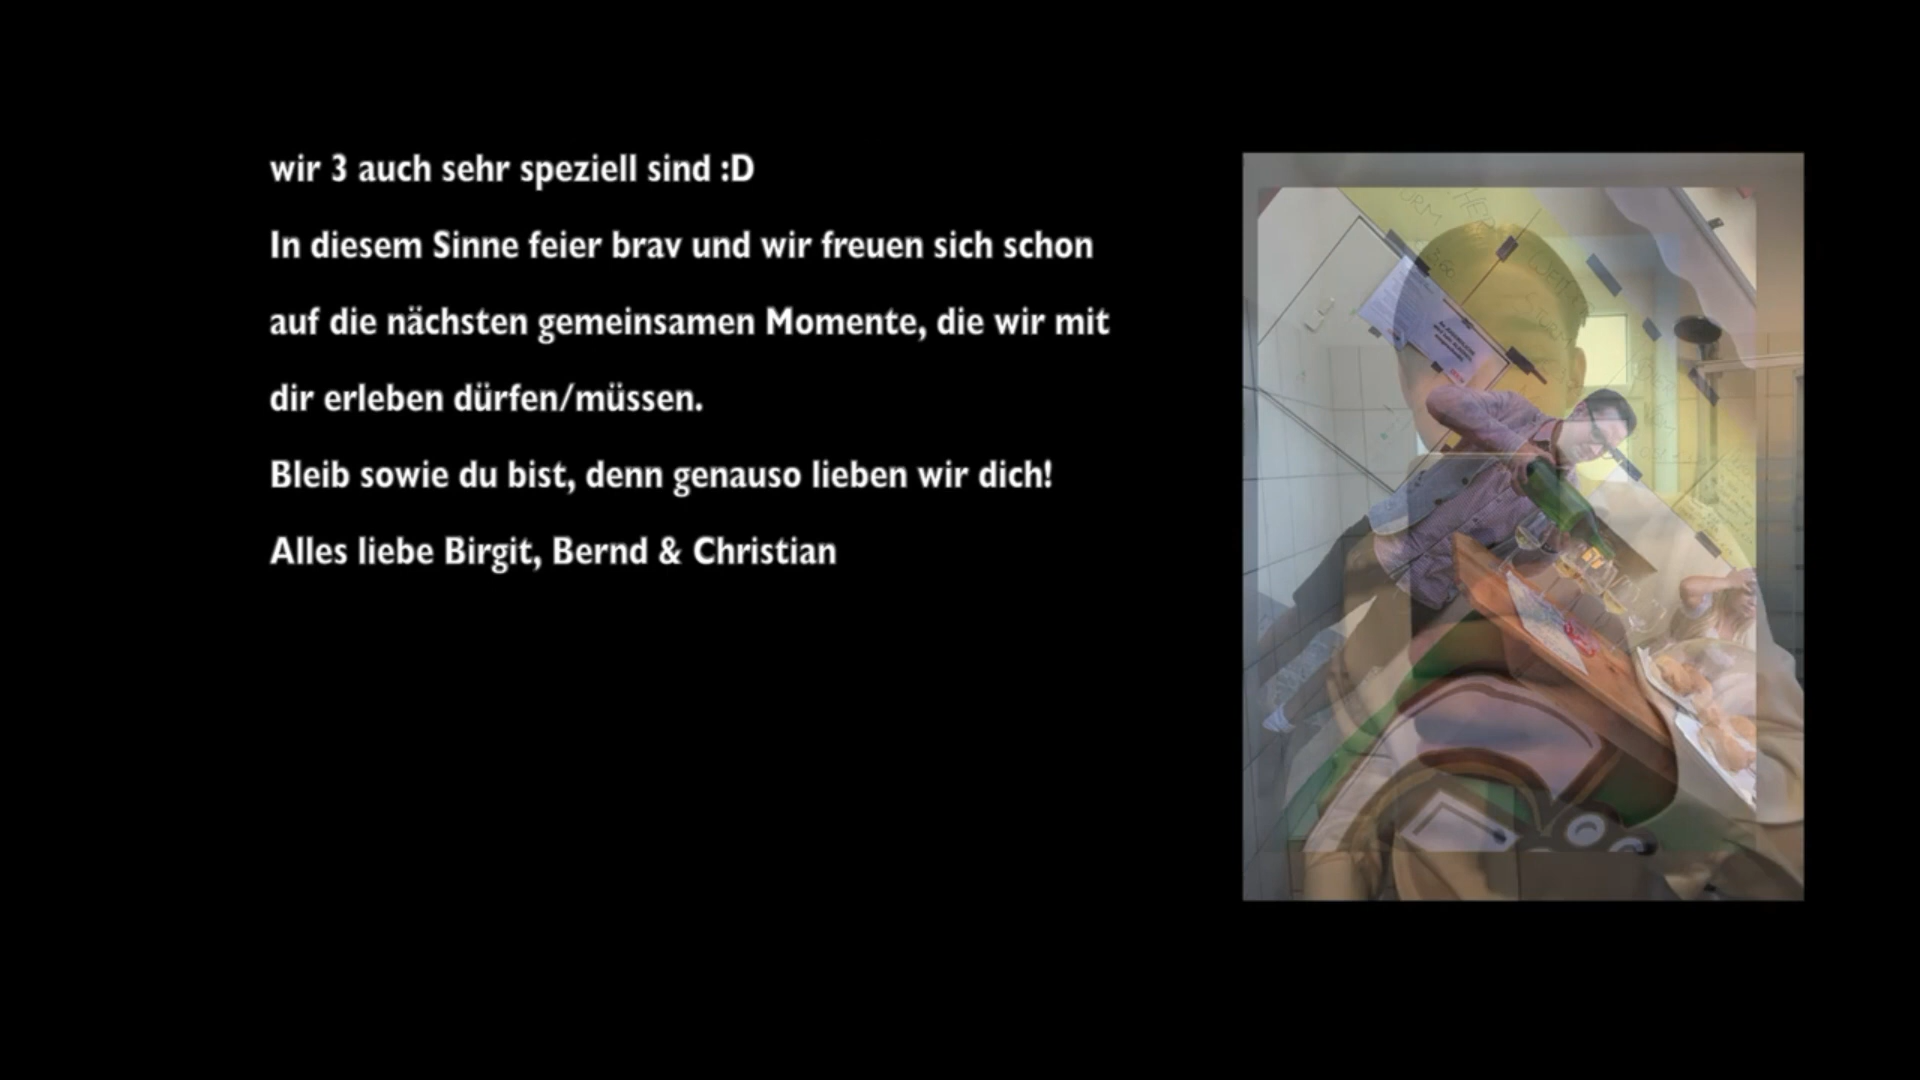 wir 3 auch sehr speziell sind :D
In diesem Sinne feier brav und wir freuen sich schon
auf die nächsten gemeinsamen Momente, die wir mit
dir erleben dürfen/müssen.
Bleib sowie du bist, denn genauso lieben wir dich!
Alles liebe Birgit, Bernd & Christian